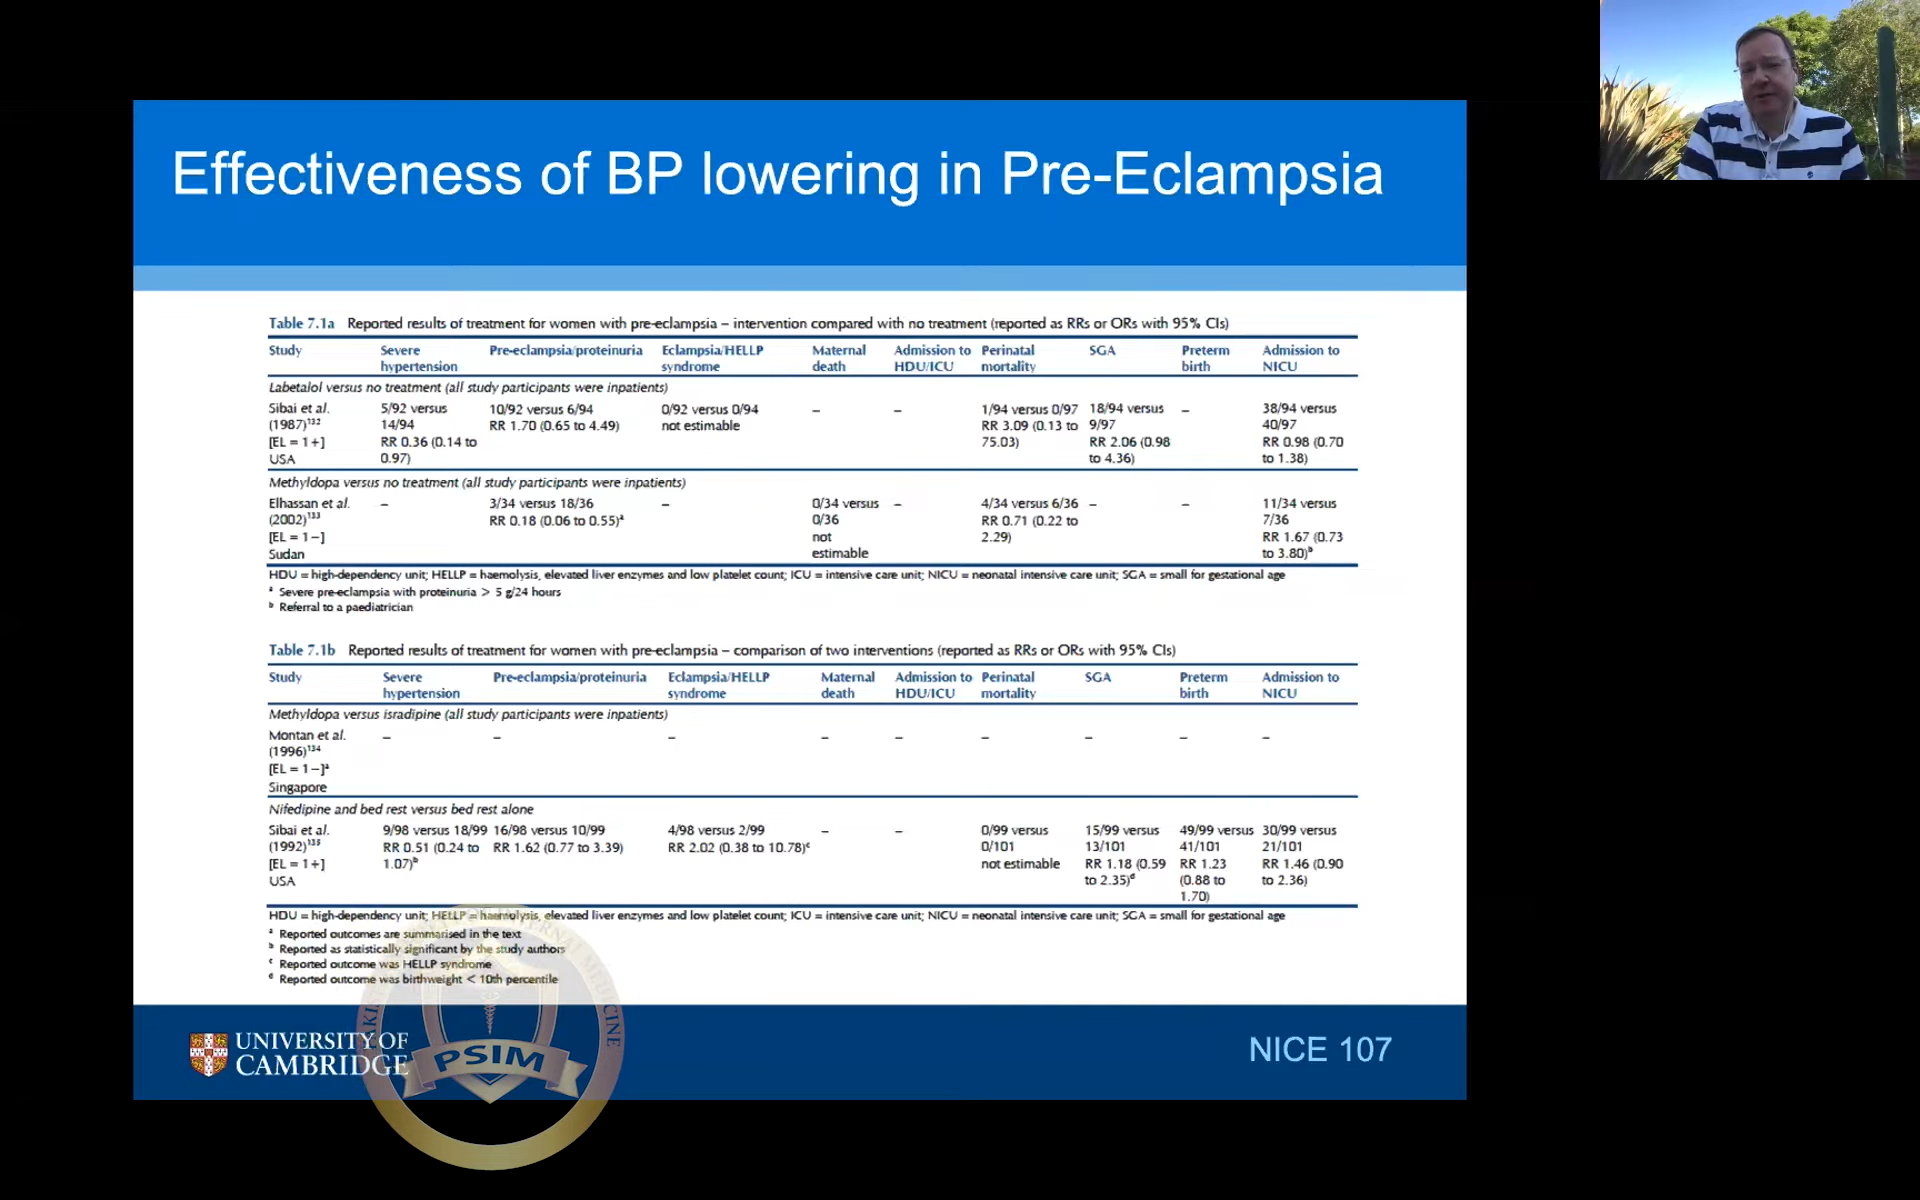 Effectiveness of BP lowering in Pre-Eclampsia
Table 7.1a Reported results of treatment for women with pre-eclampsia – intervention compared with no treatment (reported as RRs or ORs with 95% CIs)
Study Severe hypertension Pre-eclampsia/proteinuria Eclampsia/HELLP syndrome Maternal death Admission to HDU/ICU Perinatal mortality SGA Preterm birth Admission to NICU
Labetalol versus no treatment (all study participants were inpatients)
Sibai et al. 5/92 versus 10/92 versus 6/94 0/92 versus 0/94 – – 1/94 versus 0/97 18/94 versus – 38/94 versus
(1987)¹³² 14/94 RR 1.70 (0.65 to 4.49) not estimable RR 3.09 (0.13 to 9/97 40/97
[EL = 1+] RR 0.36 (0.14 to 75.03) RR 2.06 (0.98 RR 0.98 (0.70
USA 0.97) to 4.36) to 1.38)
Methyldopa versus no treatment (all study participants were inpatients)
Elhassan et al. – 3/34 versus 18/36 – 0/34 versus – 4/34 versus 6/36 – – 11/34 versus
(2002)¹³³ RR 0.18 (0.06 to 0.55)ᵃ 0/36 RR 0.71 (0.22 to 7/36
[EL = 1−] not 2.29) RR 1.67 (0.73
Sudan estimable to 3.80)ᵇ
HDU = high-dependency unit; HELLP = haemolysis, elevated liver enzymes and low platelet count; ICU = intensive care unit; NICU = neonatal intensive care unit; SGA = small for gestational age
ᵃ Severe pre-eclampsia with proteinuria > 5 g/24 hours
ᵇ Referral to a paediatrician
Table 7.1b Reported results of treatment for women with pre-eclampsia – comparison of two interventions (reported as RRs or ORs with 95% CIs)
Study Severe hypertension Pre-eclampsia/proteinuria Eclampsia/HELLP syndrome Maternal death Admission to HDU/ICU Perinatal mortality SGA Preterm birth Admission to NICU
Methyldopa versus isradipine (all study participants were inpatients)
Montan et al. – – – – – – – – –
(1996)¹³⁴
[EL = 1−]ᵃ
Singapore
Nifedipine and bed rest versus bed rest alone
Sibai et al. 9/98 versus 18/99 16/98 versus 10/99 4/98 versus 2/99 – – 0/99 versus 15/99 versus 49/99 versus 30/99 versus
(1992)¹³⁵ RR 0.51 (0.24 to RR 1.62 (0.77 to 3.39) RR 2.02 (0.38 to 10.78)ᶜ 0/101 13/101 41/101 21/101
[EL = 1+] 1.07)ᵇ not estimable RR 1.18 (0.59 RR 1.23 RR 1.46 (0.90
USA to 2.35)ᵈ (0.88 to to 2.36)
1.70)
HDU = high-dependency unit; HELLP = haemolysis, elevated liver enzymes and low platelet count; ICU = intensive care unit; NICU = neonatal intensive care unit; SGA = small for gestational age
ᵃ Reported outcomes are summarised in the text
ᵇ Reported as statistically significant by the study authors
ᶜ Reported outcome was HELLP syndrome
ᵈ Reported outcome was birthweight < 10th percentile
UNIVERSITY OF
CAMBRIDGE
PSIM
NICE 107